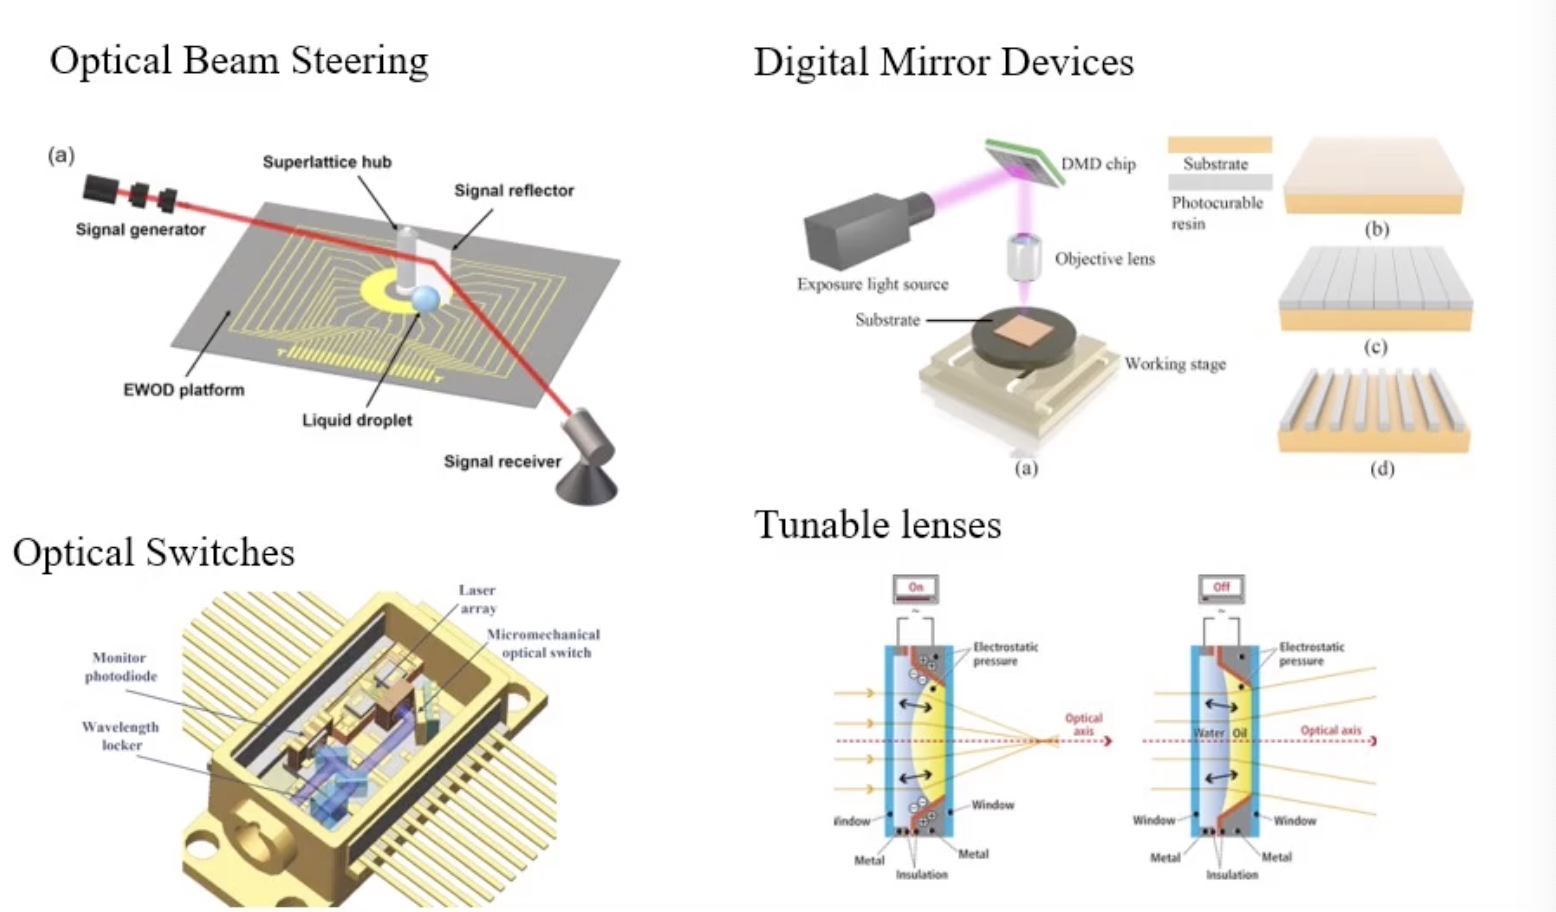 Optical Beam Steering
(a)
Superlattice hub
Signal reflector
Signal generator
EWOD platform
Liquid droplet
Signal receiver
Digital Mirror Devices
DMD chip
Exposure light source
Objective lens
Substrate
Working stage
(a)
Substrate
Photocurable
resin
(b)
(c)
(d)
Optical Switches
Laser
array
Micromechanical
optical switch
Monitor
photodiode
Wavelength
locker
Tunable lenses
On
~
Electrostatic
pressure
Optical
axis
Window
Window
Metal
Metal
Insulation
Off
~
Electrostatic
pressure
Water
Oil
Optical axis
Window
Window
Metal
Metal
Insulation